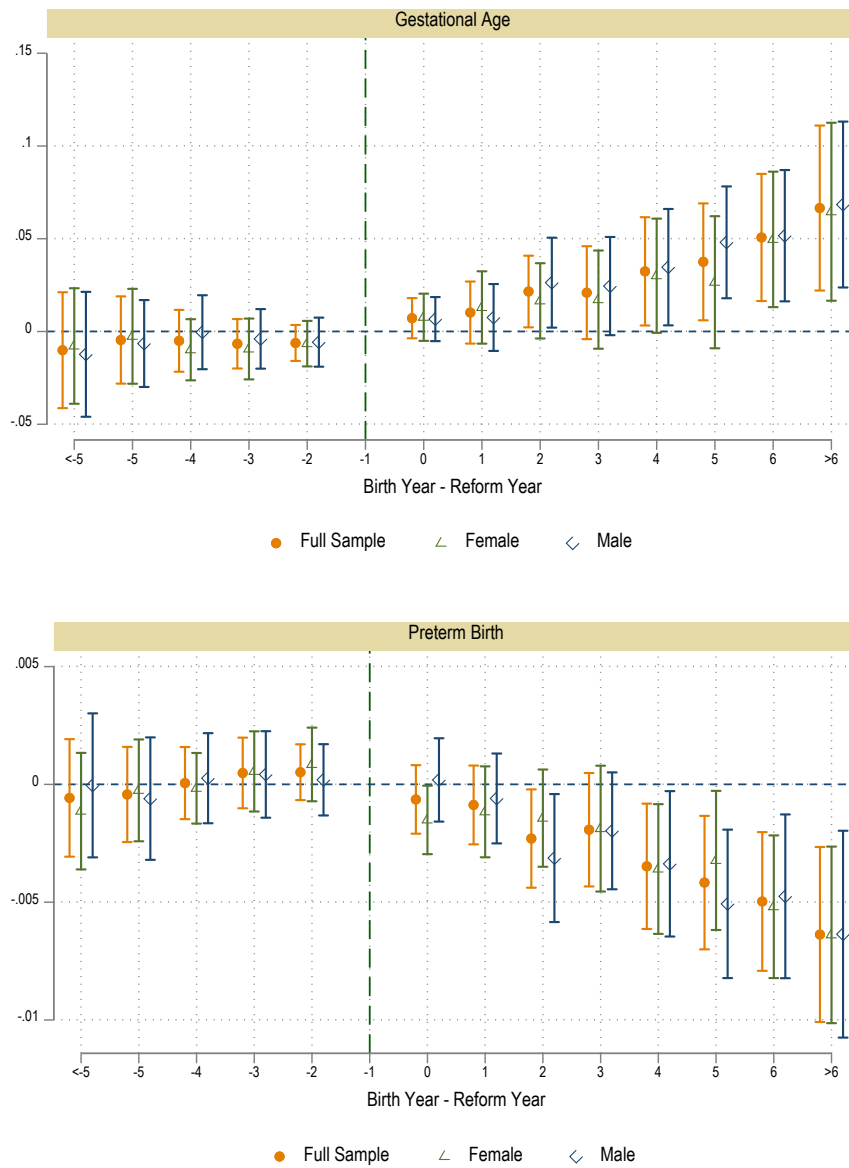 Gestational Age
.15
.1
.05
0
-.05
<-5 -5 -4 -3 -2 -1 0 1 2 3 4 5 6 >6
Birth Year - Reform Year
Full Sample Female Male
Preterm Birth
.005
0
-.005
-.01
<-5 -5 -4 -3 -2 -1 0 1 2 3 4 5 6 >6
Birth Year - Reform Year
Full Sample Female Male